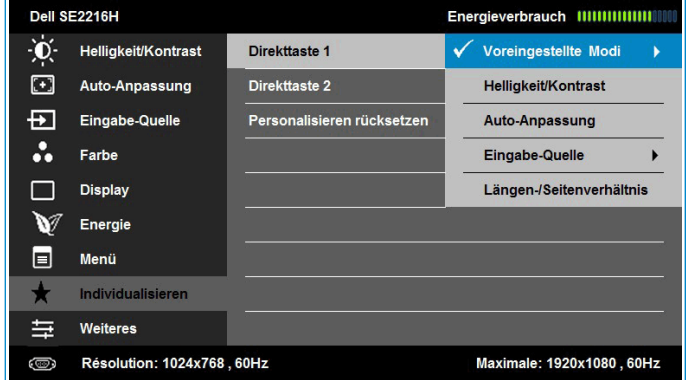 Dell SE2216H
Energieverbrauch
Helligkeit/Kontrast
Direkttaste 1
Voreingestellte Modi
Auto-Anpassung
Direkttaste 2
Helligkeit/Kontrast
Eingabe-Quelle
Personalisieren rücksetzen
Auto-Anpassung
Farbe
Eingabe-Quelle
Display
Längen-/Seitenverhältnis
Energie
Menü
Individualisieren
Weiteres
Résolution: 1024x768 , 60Hz
Maximale: 1920x1080 , 60Hz